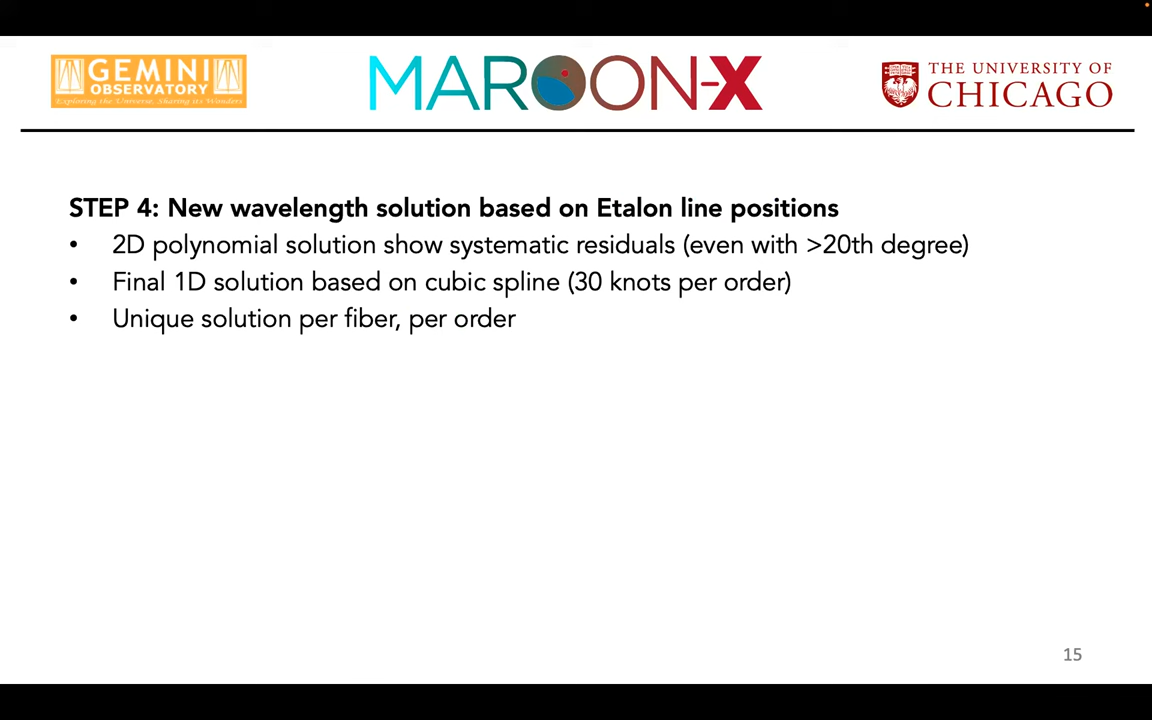 GEMINI
OBSERVATORY
Exploring the Universe, Sharing its Wonders
MAROON-X
THE UNIVERSITY OF
CHICAGO
STEP 4: New wavelength solution based on Etalon line positions
• 2D polynomial solution show systematic residuals (even with >20th degree)
• Final 1D solution based on cubic spline (30 knots per order)
• Unique solution per fiber, per order
15